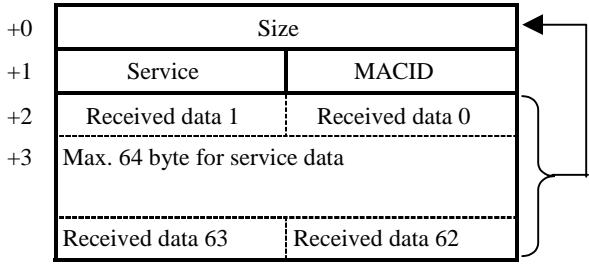 +0 Size
+1 Service MACID
+2 Received data 1 Received data 0
+3 Max. 64 byte for service data
Received data 63 Received data 62